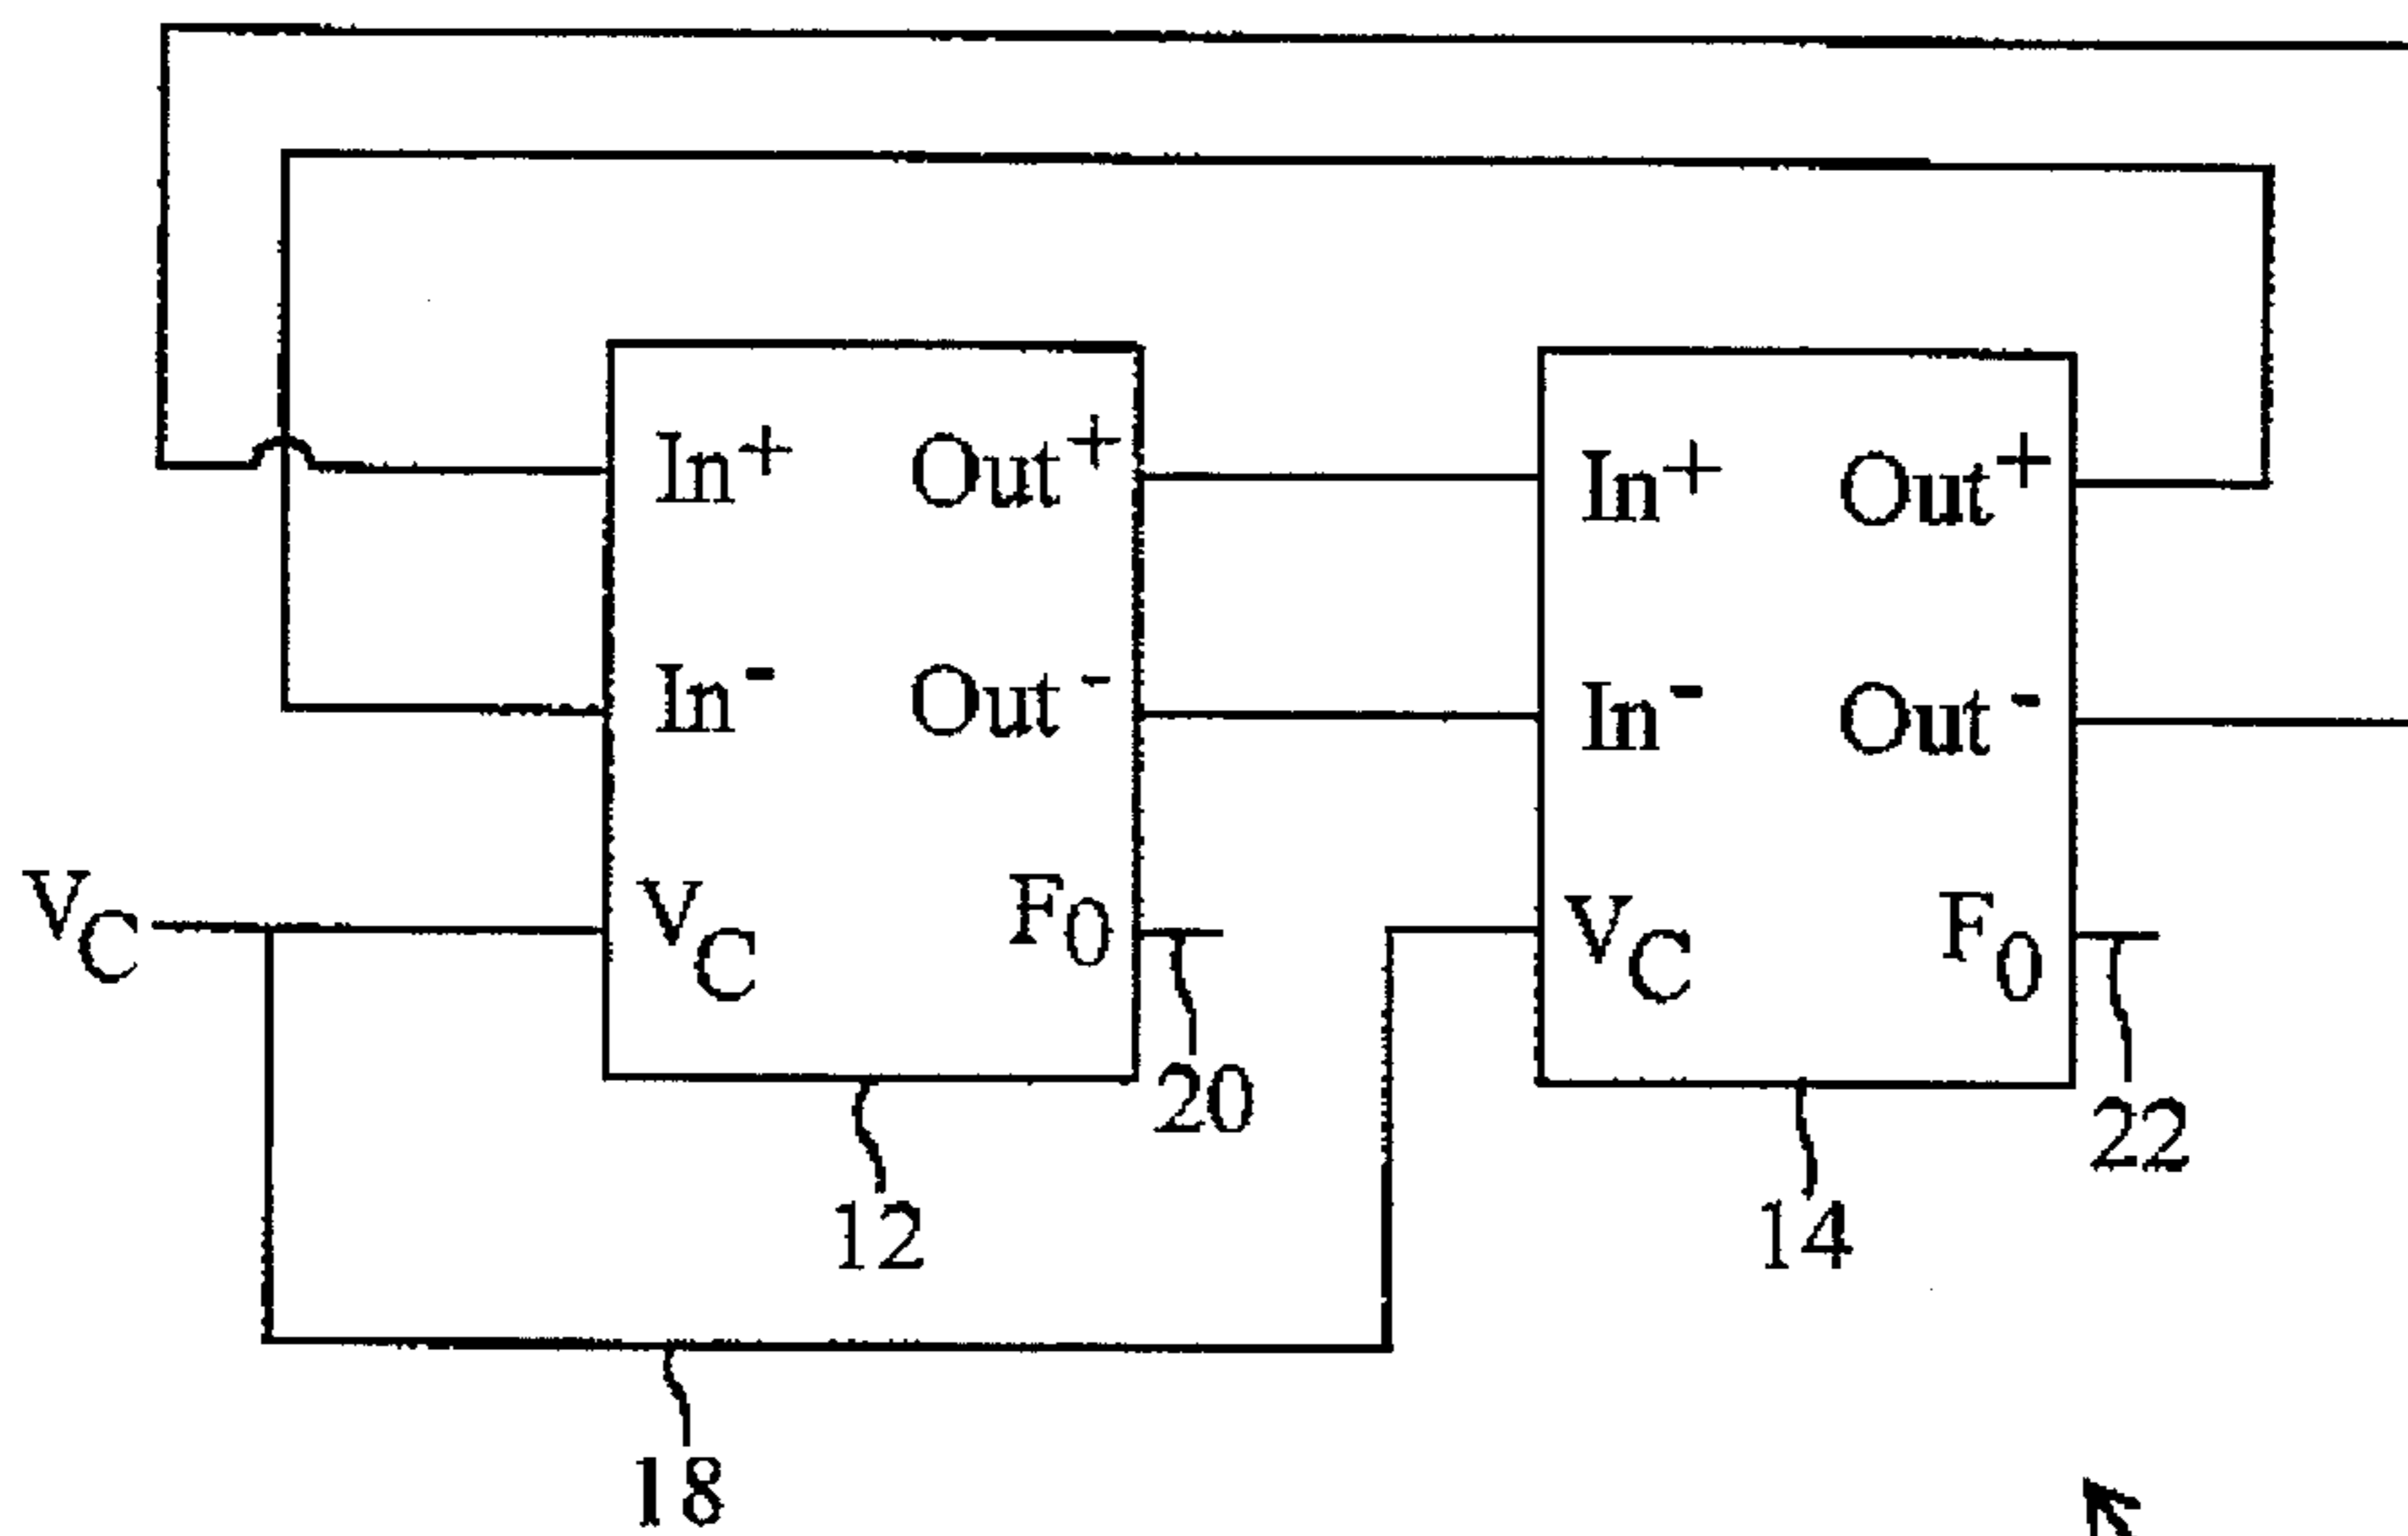 In+ Out+
In- Out-
VC F0
In+ Out+
In- Out-
VC F0
VC
20
22
12
14
18